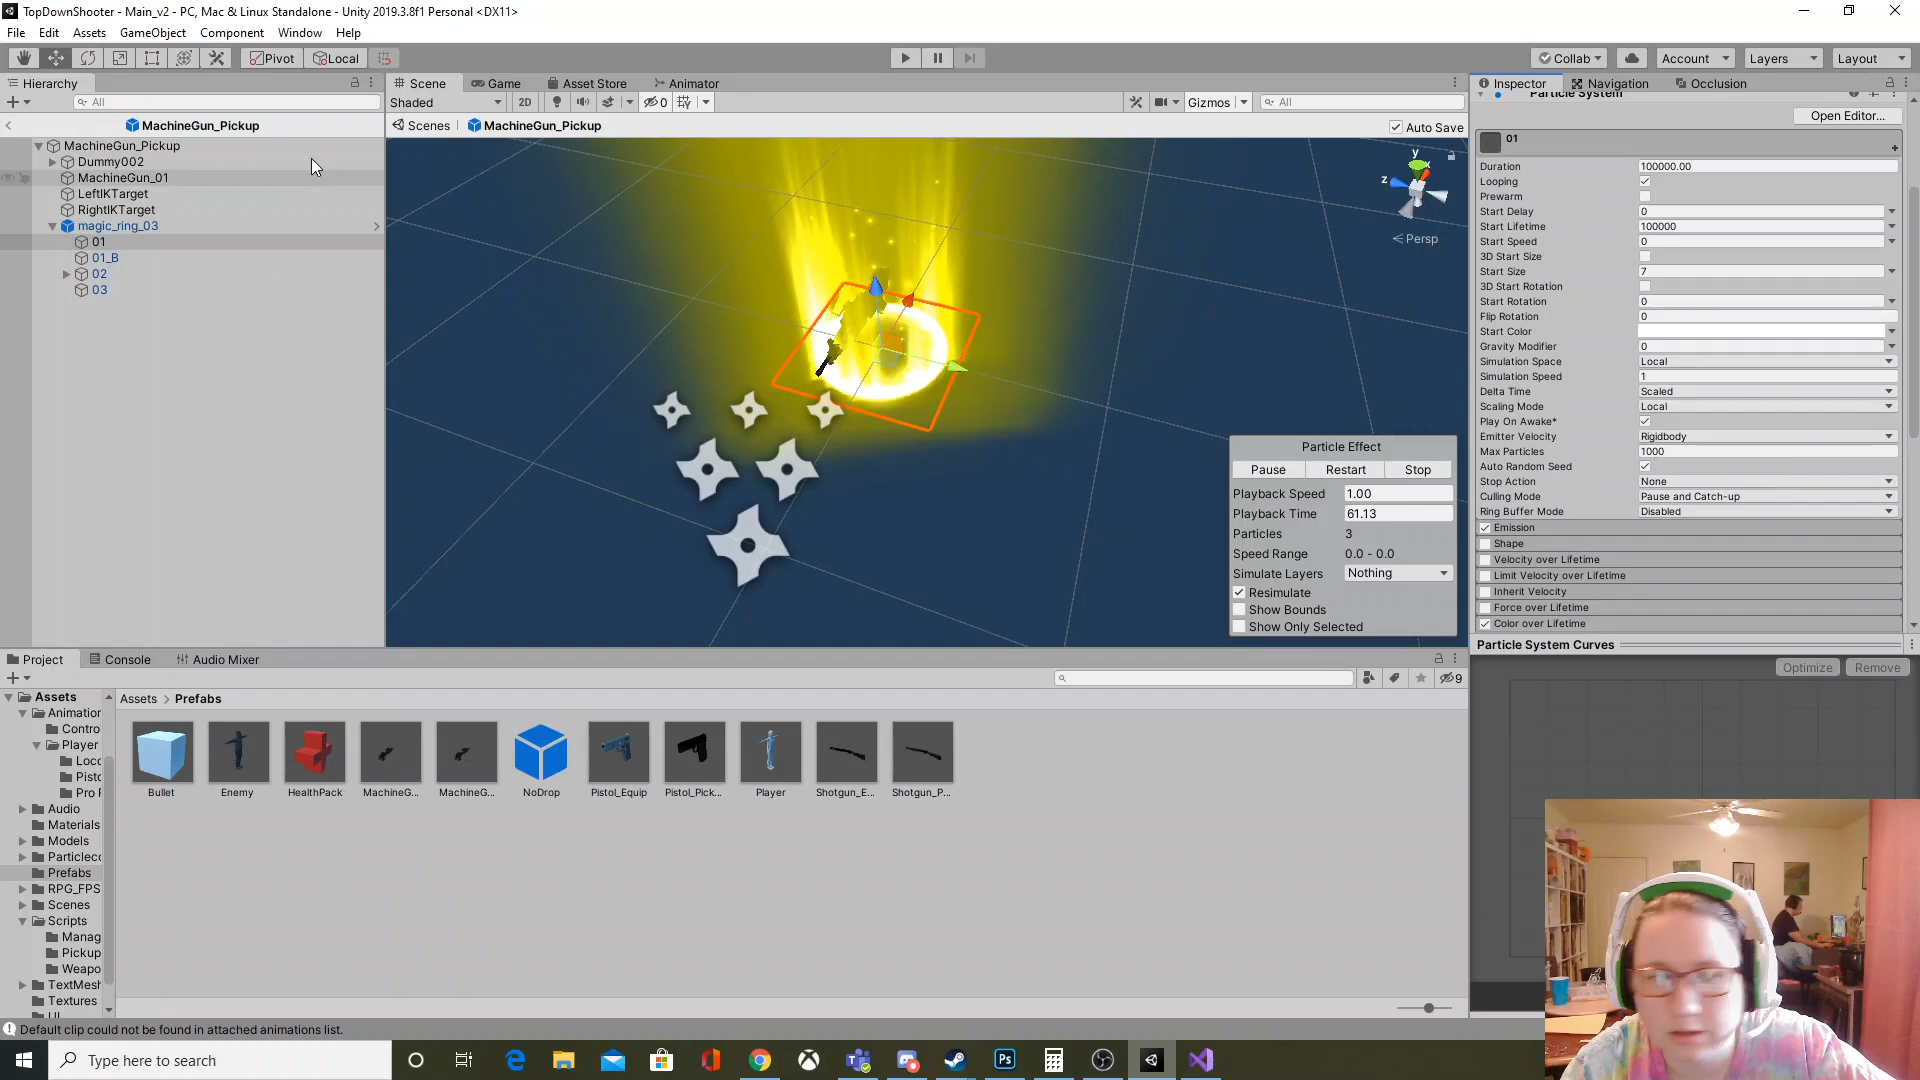 TopDownShooter - Main_v2 - PC, Mac & Linux Standalone - Unity 2019.3.8f1 Personal <DX11>
File Edit Assets GameObject Component Window Help
Pivot Local Collab Account Layers Layout
Hierarchy
All
MachineGun_Pickup
MachineGun_Pickup
Dummy002
MachineGun_01
LeftIKTarget
RightIKTarget
magic_ring_03
01
01_B
02
03
Scene Game Asset Store Animator
Shaded 2D 0 Gizmos All
Scenes MachineGun_Pickup Auto Save
y
x
z
Persp
Particle Effect
Pause Restart Stop
Playback Speed 1.00
Playback Time 61.13
Particles 3
Speed Range 0.0 - 0.0
Simulate Layers Nothing
Resimulate
Show Bounds
Show Only Selected
Inspector Navigation Occlusion
Particle System
Open Editor...
01
Duration 100000.00
Looping
Prewarm
Start Delay 0
Start Lifetime 100000
Start Speed 0
3D Start Size
Start Size 7
3D Start Rotation
Start Rotation 0
Flip Rotation 0
Start Color
Gravity Modifier 0
Simulation Space Local
Simulation Speed 1
Delta Time Scaled
Scaling Mode Local
Play On Awake*
Emitter Velocity Rigidbody
Max Particles 1000
Auto Random Seed
Stop Action None
Culling Mode Pause and Catch-up
Ring Buffer Mode Disabled
Emission
Shape
Velocity over Lifetime
Limit Velocity over Lifetime
Inherit Velocity
Force over Lifetime
Color over Lifetime
Particle System Curves
Optimize Remove
Project Console Audio Mixer
9
Assets
Animation
Contro
Player
Loco
Pisto
Pro R
Audio
Materials
Models
Particleco
Prefabs
RPG_FPS
Scenes
Scripts
Manag
Pickup
Weapo
TextMesh
Textures
UI
Assets > Prefabs
Bullet Enemy HealthPack MachineG... MachineG... NoDrop Pistol_Equip Pistol_Pick... Player Shotgun_E... Shotgun_P...
Default clip could not be found in attached animations list.
Type here to search
Ps